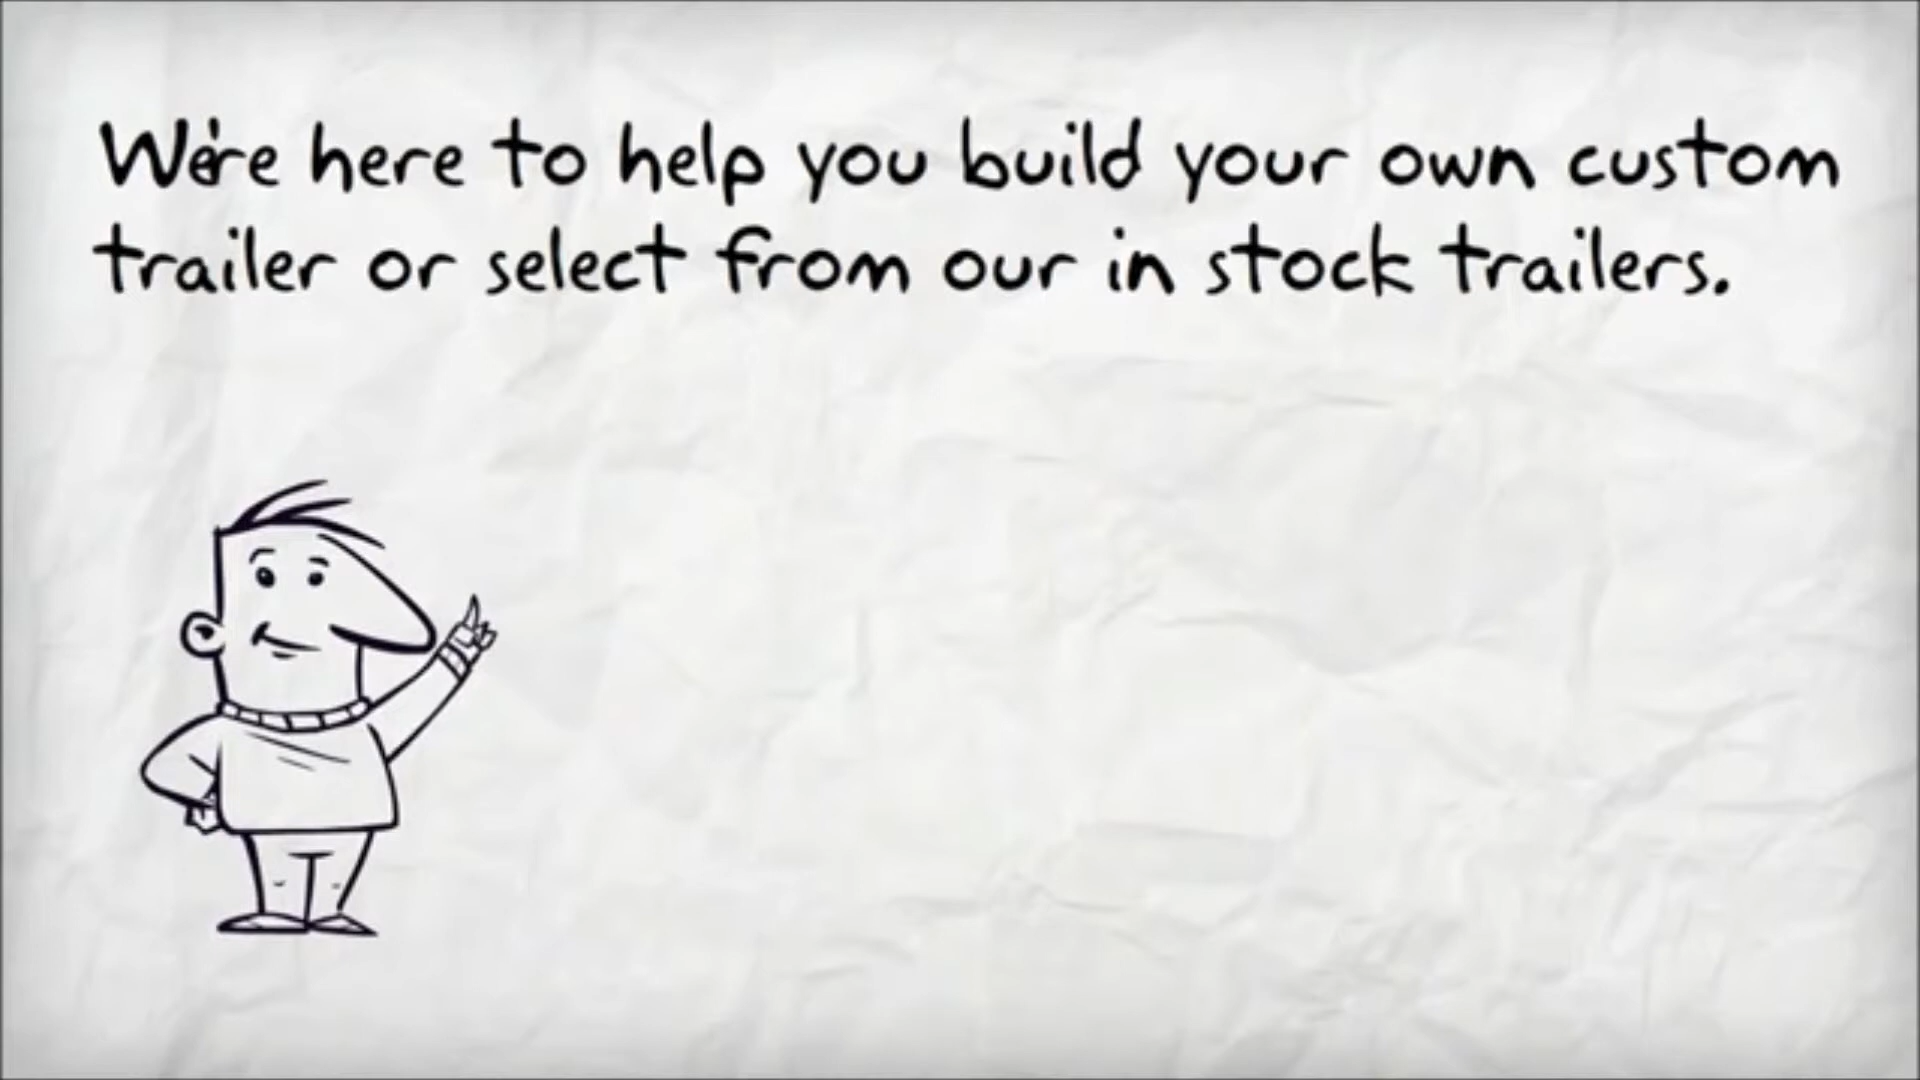 We're here to help you build your own custom
trailer or select from our in stock trailers.